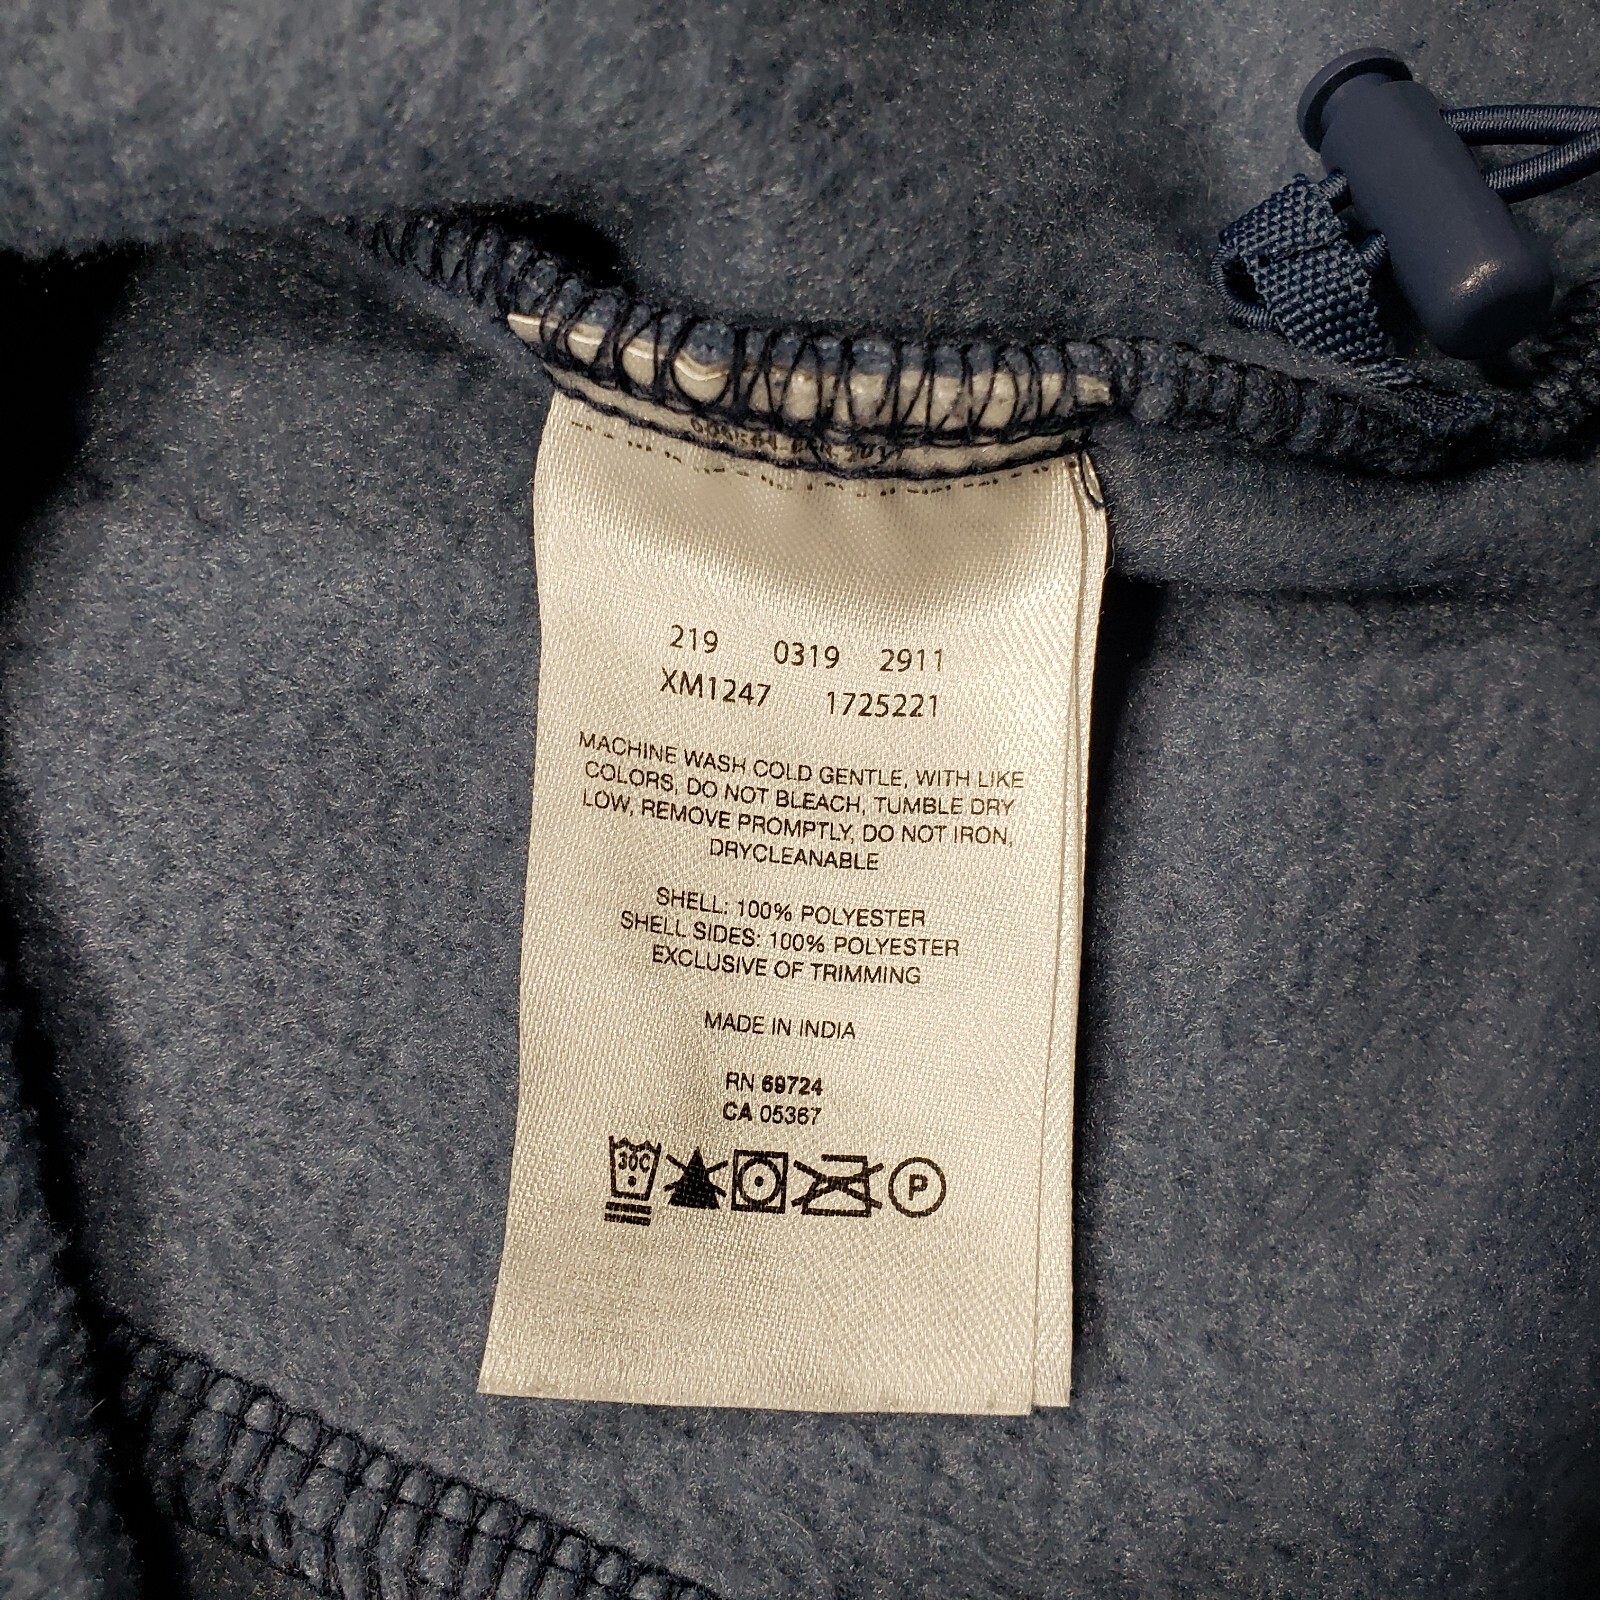 219 0319 2911
XM1247 1725221
MACHINE WASH COLD GENTLE, WITH LIKE
COLORS, DO NOT BLEACH, TUMBLE DRY
LOW, REMOVE PROMPTLY, DO NOT IRON,
DRYCLEANABLE
SHELL: 100% POLYESTER
SHELL SIDES: 100% POLYESTER
EXCLUSIVE OF TRIMMING
MADE IN INDIA
RN 69724
CA 05367
30C P